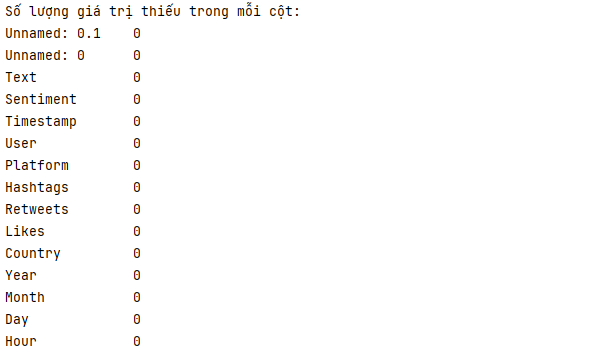 Số lượng giá trị thiếu trong mỗi cột:
Unnamed: 0.1    0
Unnamed: 0      0
Text            0
Sentiment       0
Timestamp       0
User            0
Platform        0
Hashtags        0
Retweets        0
Likes           0
Country         0
Year            0
Month           0
Day             0
Hour            0